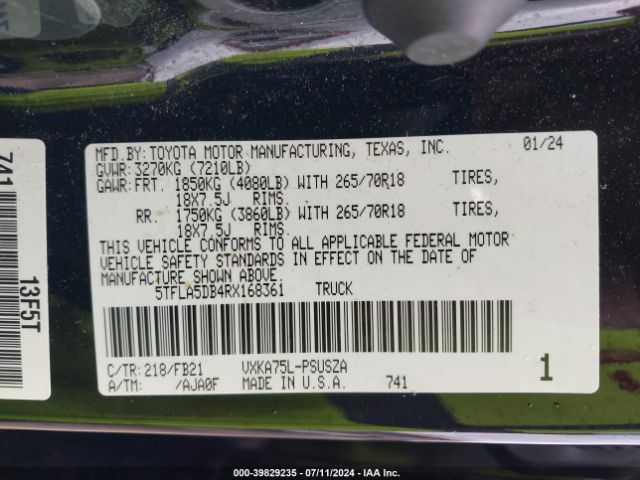 MFD.BY:TOYOTA MOTOR MANUFACTURING, TEXAS, INC. 01/24
GVWR:3270KG (7210LB)
GAWR:FRT. 1850KG (4080LB) WITH 265/70R18 TIRES,
18X7.5J RIMS.
RR. 1750KG (3860LB) WITH 265/70R18 TIRES,
18X7.5J RIMS.
THIS VEHICLE CONFORMS TO ALL APPLICABLE FEDERAL MOTOR
VEHICLE SAFETY STANDARDS IN EFFECT ON THE DATE OF
MANUFACTURE SHOWN ABOVE.
5TFLA5DB4RX168361 TRUCK
C/TR:218/FB21 VXKA75L-PSUSZA 1
A/TM: /AJA0F MADE IN U.S.A. 741
741
13F5T
000-39829235 - 07/11/2024 - IAA Inc.